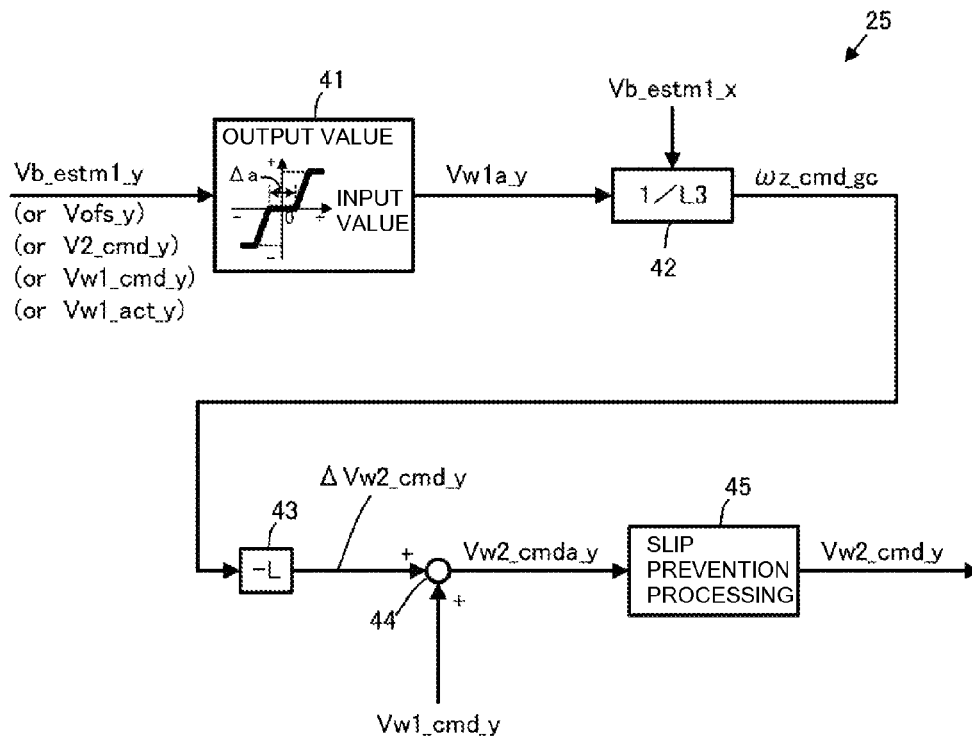 25
41
Vb_estm1_x
OUTPUT VALUE
+
Δa
INPUT
VALUE
- 0 +
-
Vb_estm1_y
(or Vofs_y)
(or V2_cmd_y)
(or Vw1_cmd_y)
(or Vw1_act_y)
Vw1a_y
1/L3
42
ωz_cmd_gc
ΔVw2_cmd_y
43
-L
+
44
+
Vw1_cmd_y
Vw2_cmda_y
45
SLIP
PREVENTION
PROCESSING
Vw2_cmd_y